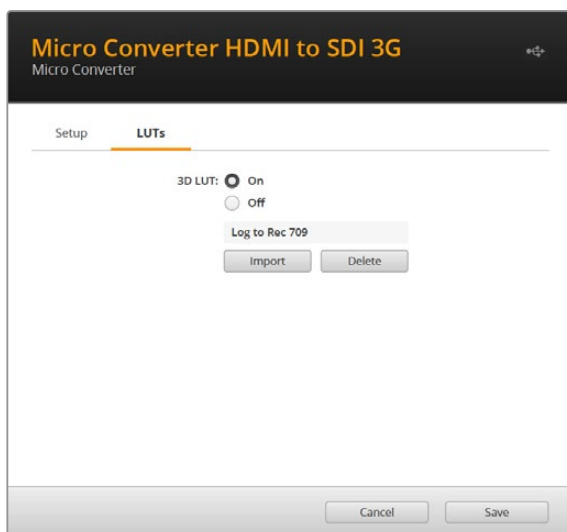 Micro Converter HDMI to SDI 3G
Micro Converter
Setup LUTs
3D LUT: On
Off
Log to Rec 709
Import Delete
Cancel Save